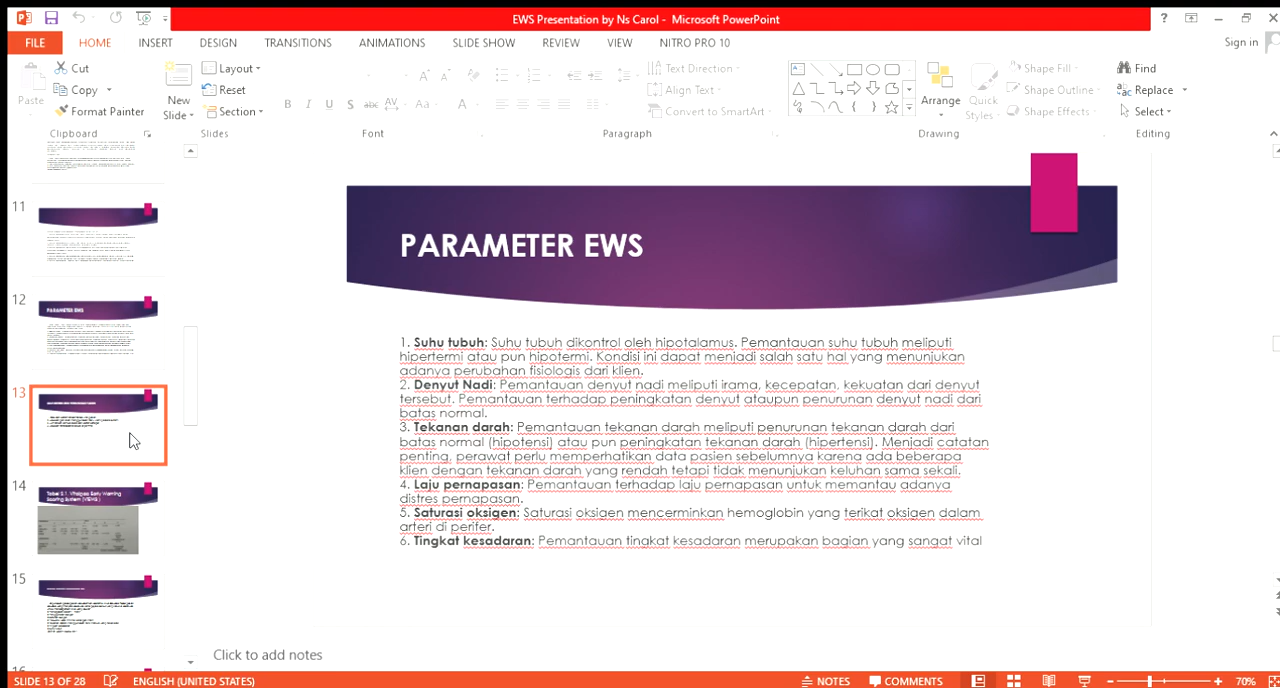 EWS Presentation by Ns Carol - Microsoft PowerPoint
FILE HOME INSERT DESIGN TRANSITIONS ANIMATIONS SLIDE SHOW REVIEW VIEW NITRO PRO 10 Sign in
Cut Layout Text Direction Shape Fill Find
Paste Copy New Slide Reset Align Text Arrange Quick Styles Shape Outline Replace
Format Painter Section Convert to SmartArt Shape Effects Select
Clipboard Slides Font Paragraph Drawing Editing
11
12
PARAMETER EWS
13
14
Tabel 5.1. VitalPac Early Warning
Scoring System (VIEWS)
15
16
PARAMETER EWS
1. Suhu tubuh: Suhu tubuh dikontrol oleh hipotalamus. Pemantauan suhu tubuh meliputi
hipertermi atau pun hipotermi. Kondisi ini dapat menjadi salah satu hal yang menunjukan
adanya perubahan fisiologis dari klien.
2. Denyut Nadi: Pemantauan denyut nadi meliputi irama, kecepatan, kekuatan dari denyut
tersebut. Pemantauan terhadap peningkatan denyut ataupun penurunan denyut nadi dari
batas normal.
3. Tekanan darah: Pemantauan tekanan darah meliputi penurunan tekanan darah dari
batas normal (hipotensi) atau pun peningkatan tekanan darah (hipertensi). Menjadi catatan
penting, perawat perlu memperhatikan data pasien sebelumnya karena ada beberapa
klien dengan tekanan darah yang rendah tetapi tidak menunjukan keluhan sama sekali.
4. Laju pernapasan: Pemantauan terhadap laju pernapasan untuk memantau adanya
distres pernapasan.
5. Saturasi oksigen: Saturasi oksigen mencerminkan hemoglobin yang terikat oksigen dalam
arteri di perifer.
6. Tingkat kesadaran: Pemantauan tingkat kesadaran merupakan bagian yang sangat vital
Click to add notes
SLIDE 13 OF 28 ENGLISH (UNITED STATES) NOTES COMMENTS 70%